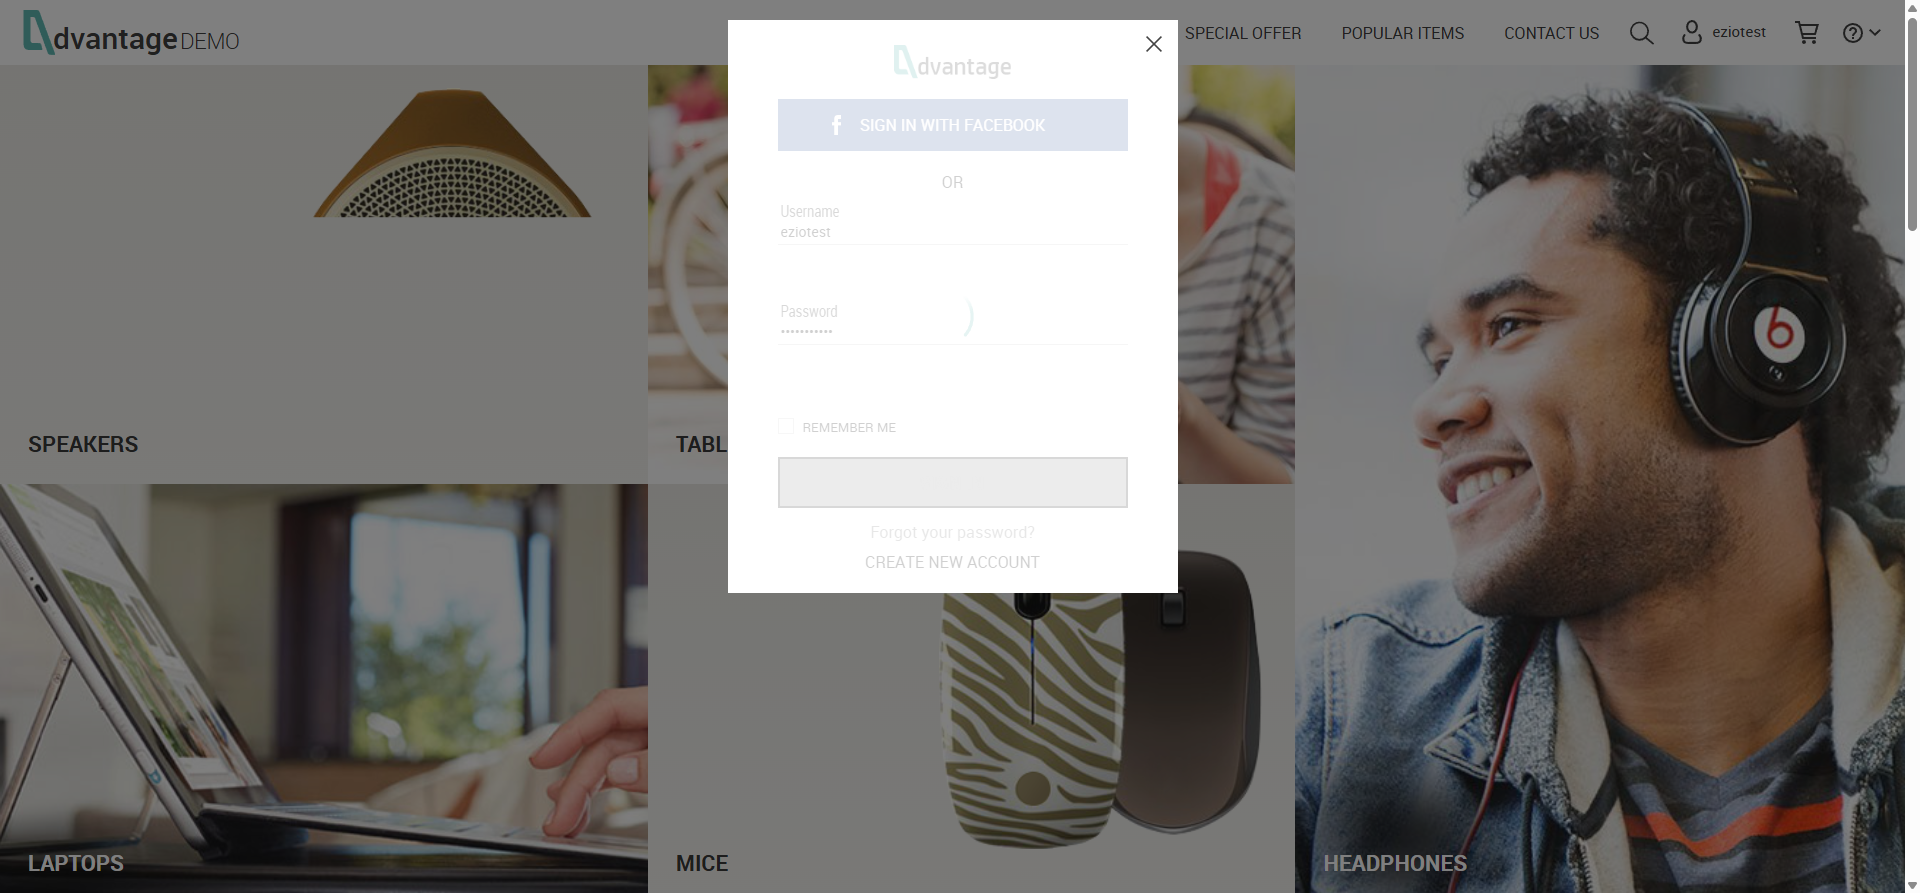 dvantage DEMO
SPECIAL OFFER
POPULAR ITEMS
CONTACT US
eziotest
dvantage
SIGN IN WITH FACEBOOK
OR
Username
eziotest
Password
•••••••••••
REMEMBER ME
Forgot your password?
CREATE NEW ACCOUNT
SPEAKERS
TABL
LAPTOPS
MICE
HEADPHONES